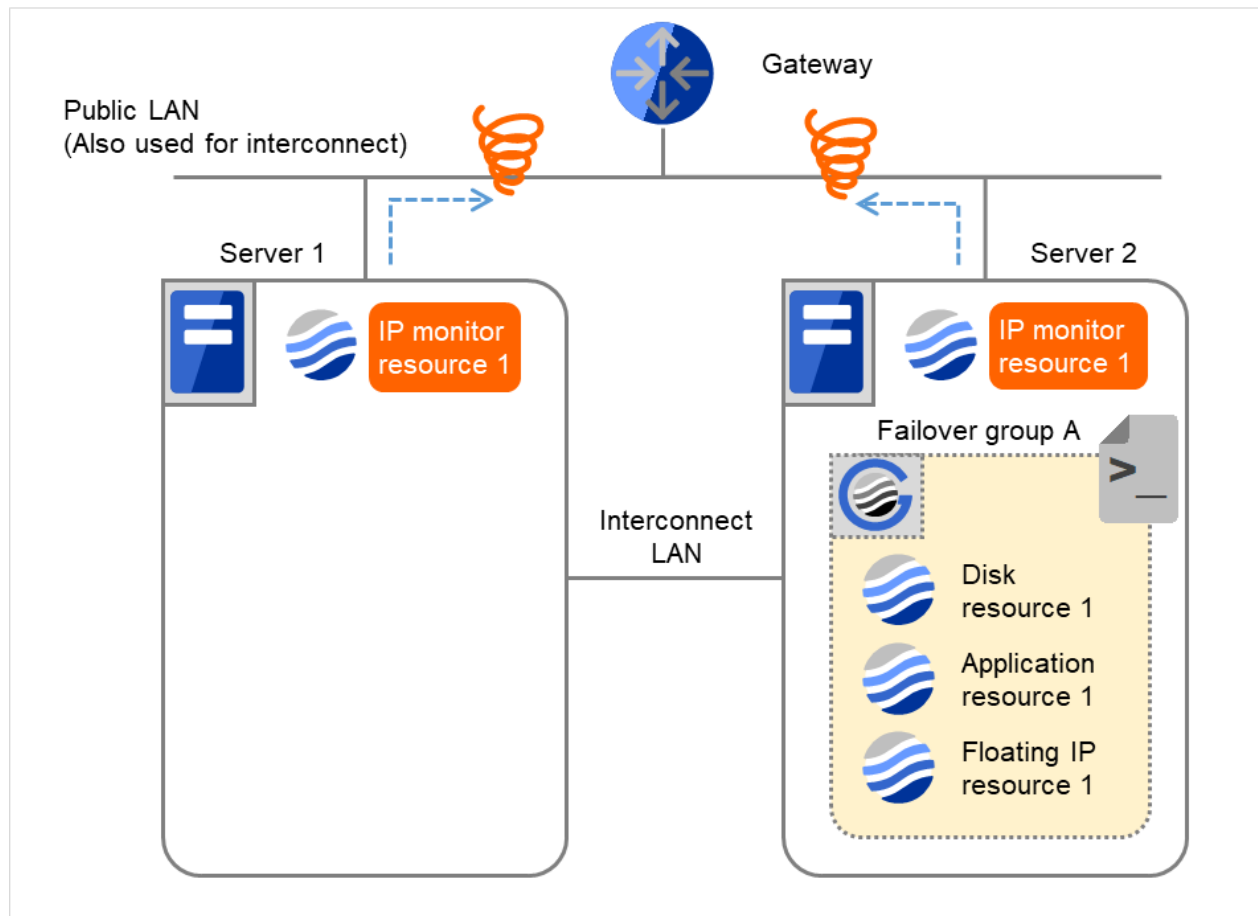 Gateway
Public LAN
(Also used for interconnect)
Server 1
Server 2
IP monitor
resource 1
IP monitor
resource 1
Failover group A
>_
Interconnect
LAN
Disk
resource 1
Application
resource 1
Floating IP
resource 1